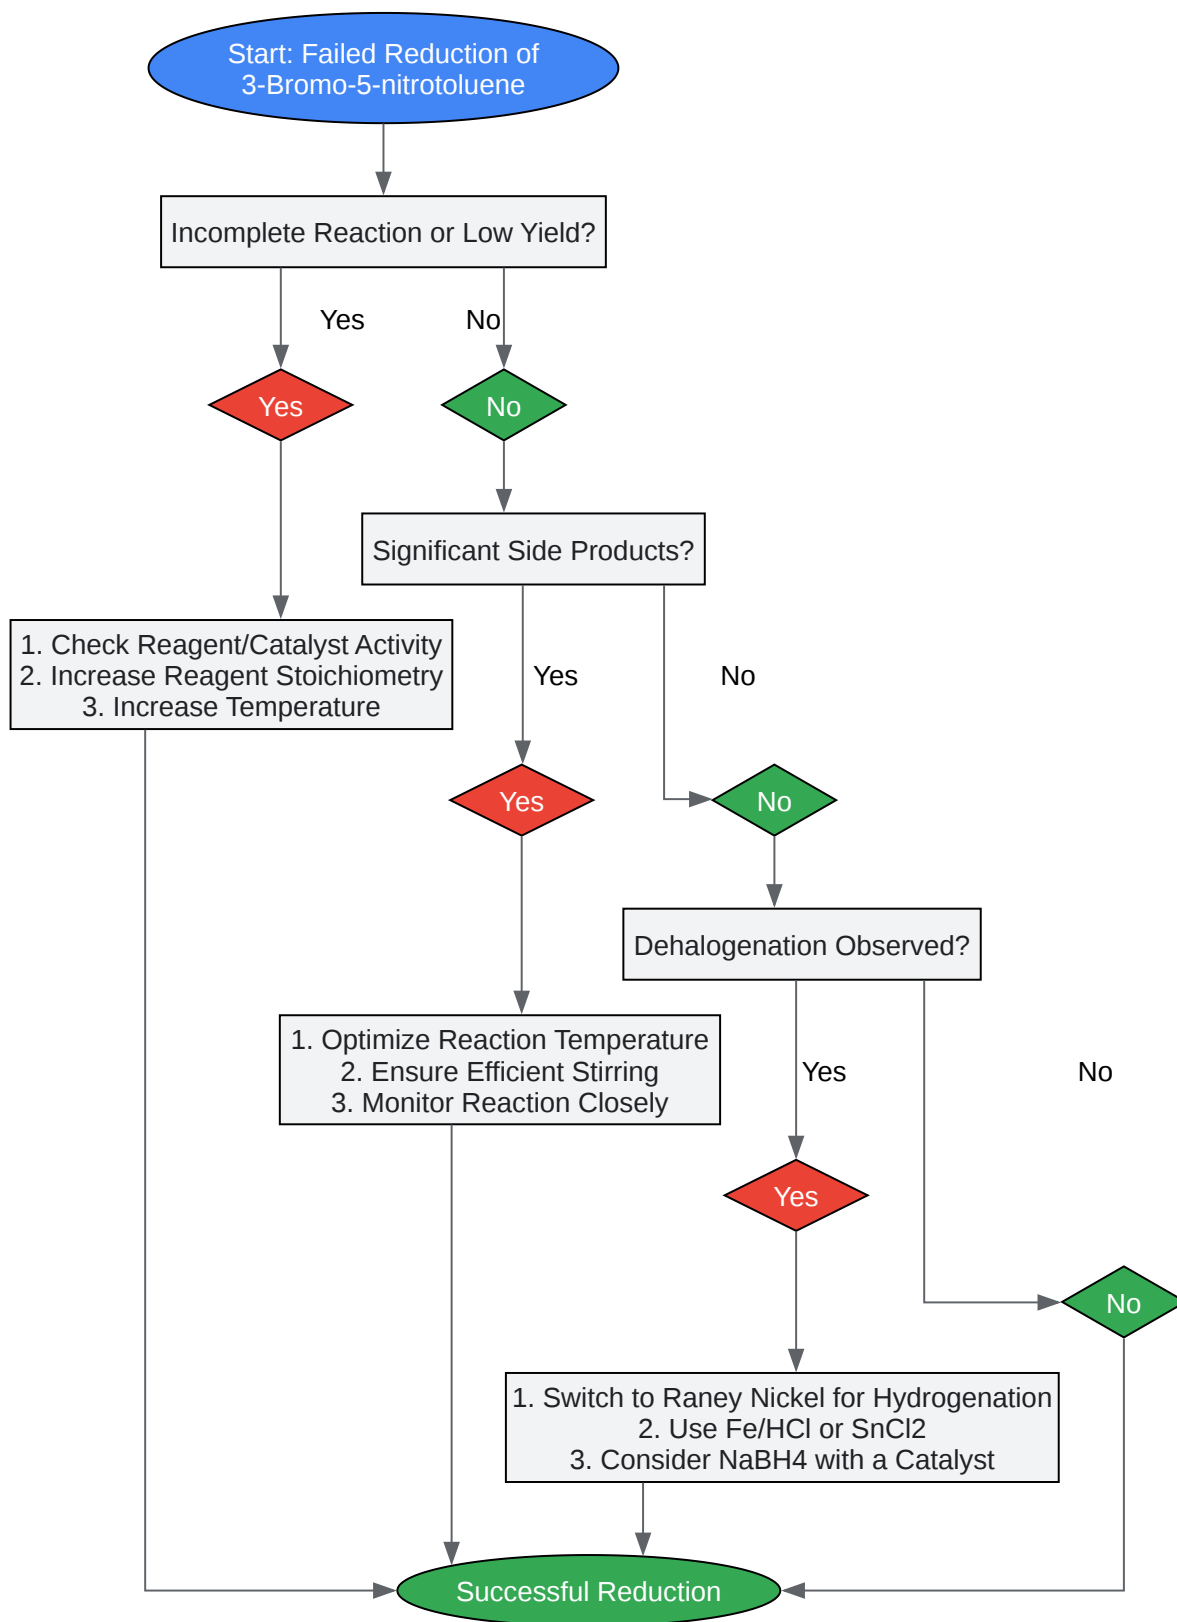 Start: Failed Reduction of
3-Bromo-5-nitrotoluene
Incomplete Reaction or Low Yield?
Yes
No
Yes
No
Significant Side Products?
1. Check Reagent/Catalyst Activity
2. Increase Reagent Stoichiometry
3. Increase Temperature
Yes
No
Yes
No
Dehalogenation Observed?
1. Optimize Reaction Temperature
2. Ensure Efficient Stirring
3. Monitor Reaction Closely
Yes
No
Yes
No
1. Switch to Raney Nickel for Hydrogenation
2. Use Fe/HCl or SnCl2
3. Consider NaBH4 with a Catalyst
Successful Reduction